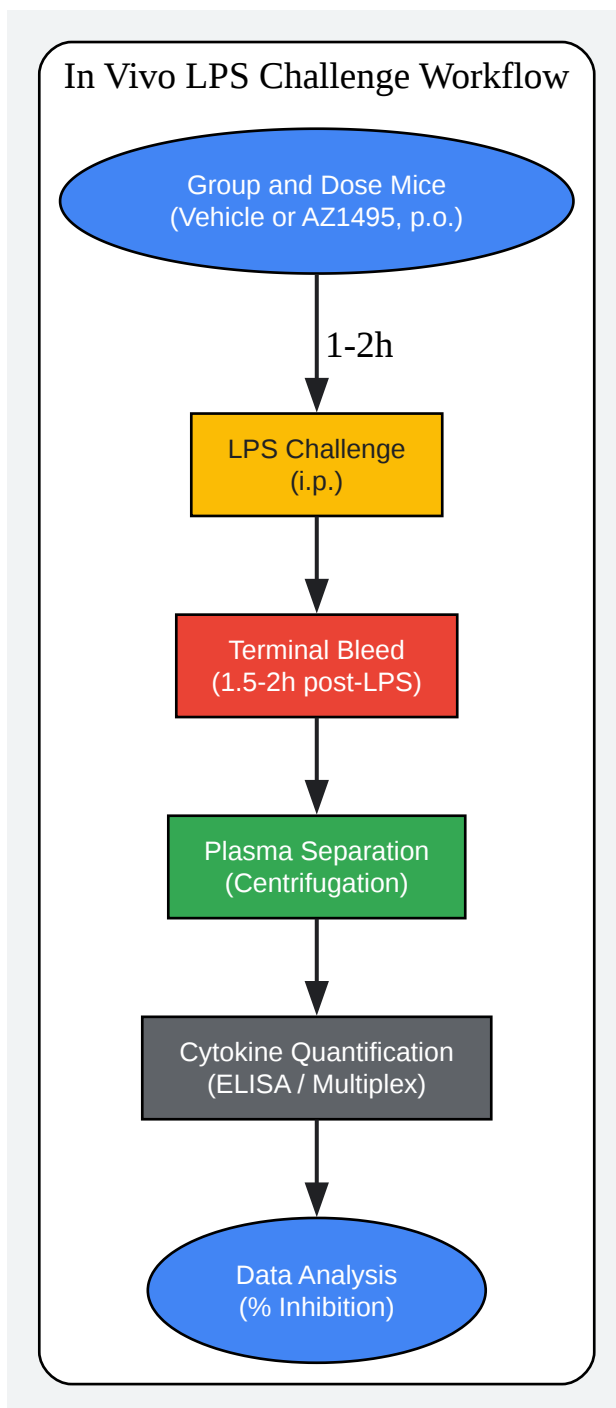 In Vivo LPS Challenge Workflow
Group and Dose Mice
(Vehicle or AZ1495, p.o.)
1-2h
LPS Challenge
(i.p.)
Terminal Bleed
(1.5-2h post-LPS)
Plasma Separation
(Centrifugation)
Cytokine Quantification
(ELISA / Multiplex)
Data Analysis
(% Inhibition)